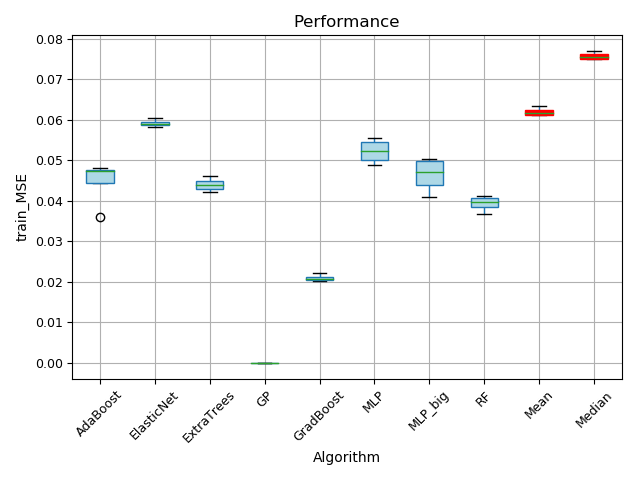 Performance
0.08
0.07
0.06
0.05
0.04
0.03
0.02
0.01
0.00
train_MSE
AdaBoost
ElasticNet
ExtraTrees
GP
GradBoost
MLP
MLP_big
RF
Mean
Median
Algorithm